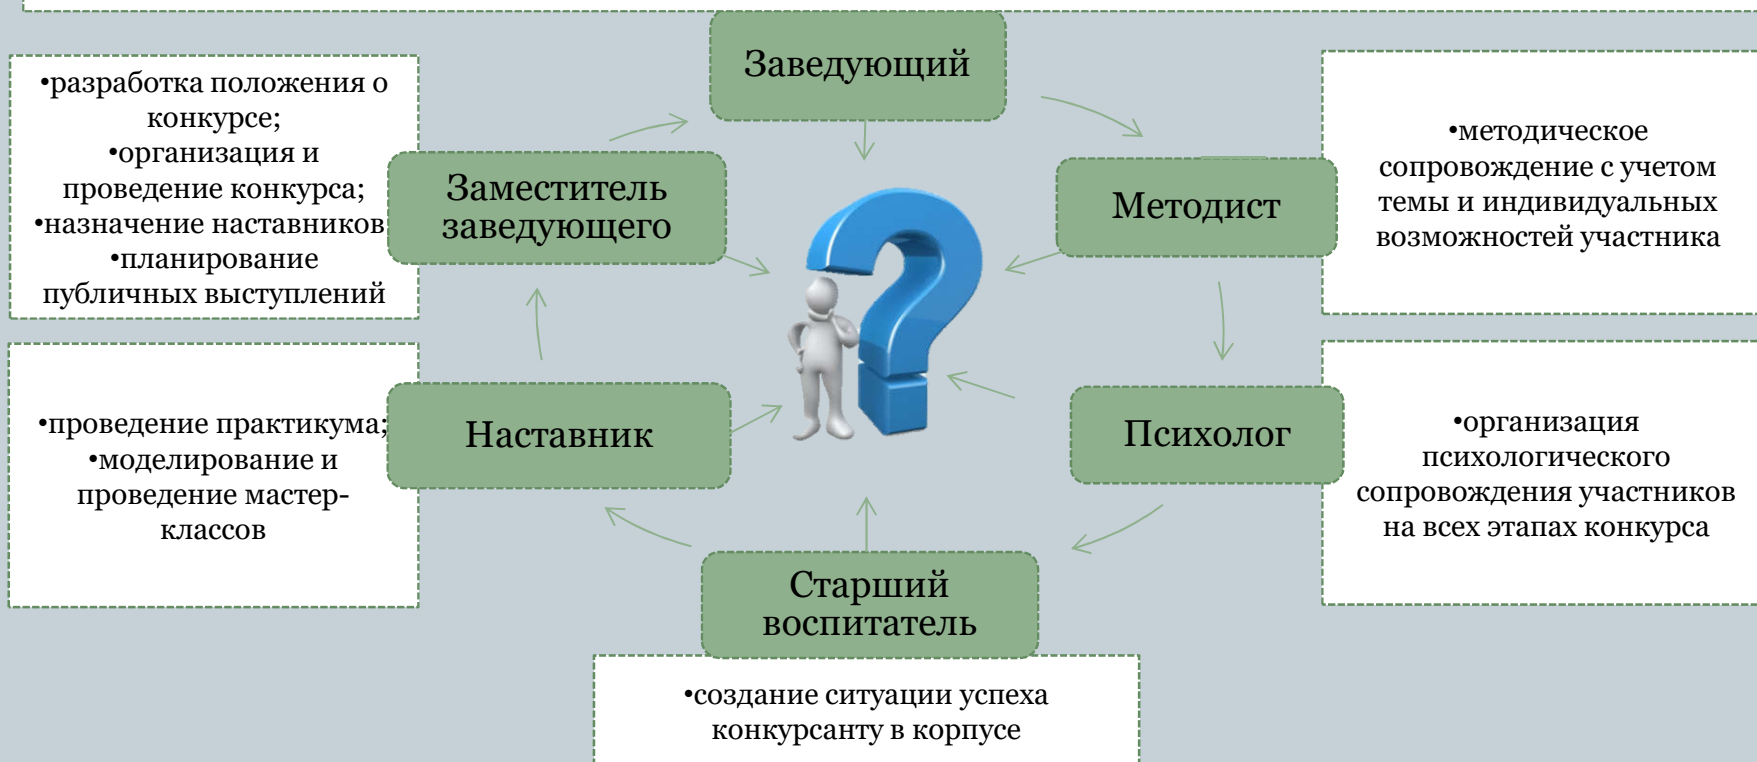 Заведующий
•разработка положения о
конкурсе;
•организация и
проведение конкурса;
•назначение наставников
•планирование
публичных выступлений
Заместитель
заведующего
Методист
•методическое
сопровождение с учетом
темы и индивидуальных
возможностей участника
•проведение практикума;
•моделирование и
проведение мастер-
классов
Наставник
Психолог
•организация
психологического
сопровождения участников
на всех этапах конкурса
Старший
воспитатель
•создание ситуации успеха
конкурсанту в корпусе